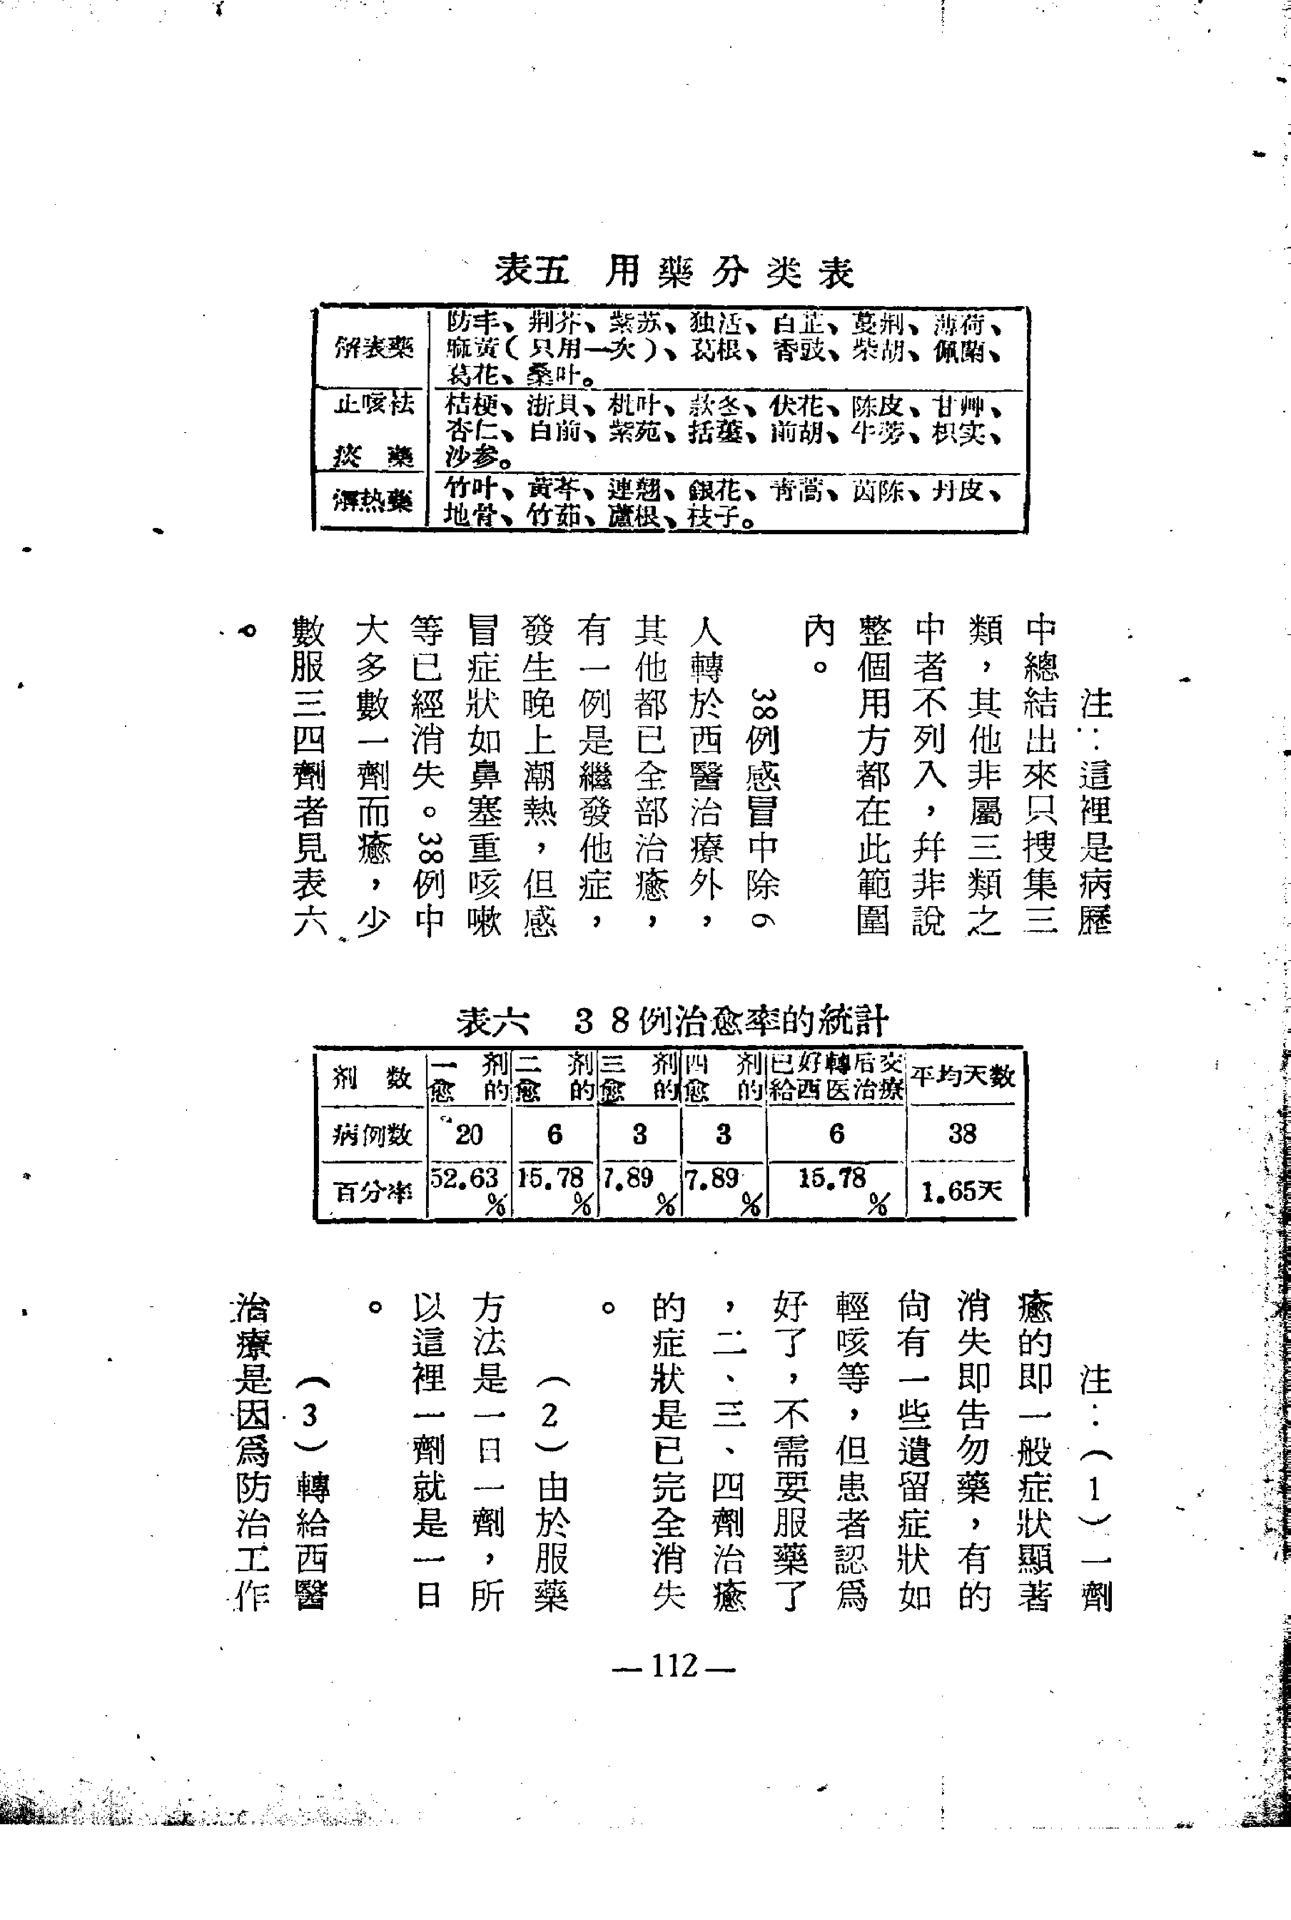 表五 用藥分类表
解表藥 防丰、荆芥、紫苏、独活、白芷、蔓荆、薄荷、
麻黄(只用一次)、葛根、香豉、柴胡、佩蘭、
葛花、桑叶。
止咳祛
痰藥
桔梗、浙貝、枇叶、款冬、伏花、陈皮、甘艸、
杏仁、白前、紫苑、括蔞、前胡、牛蒡、枳实、
沙参。
解热藥 竹叶、黄芩、連翘、銀花、青蒿、茵陈、丹皮、
地骨、竹茹、蘆根、枝子。
注：這裡是病歷
中總結出來只搜集三
類，其他非屬三類之
中者不列入，幷非說
整個用方都在此範圍
內。
38例感冒中除6
人轉於西醫治療外，
其他都已全部治癒，
有一例是繼發他症，
發生晚上潮熱，但感
冒症狀如鼻塞重咳嗽
等已經消失。38例中
大多數一劑而癒，少
數服三四劑者見表六
。
表六 38例治愈率的統計
剂数 一剂愈的 二剂愈的 三剂愈的 四剂愈的 已好轉后交給西医治療 平均天数
病例数 20 6 3 3 6 38
百分率 52.63% 15.78% 7.89% 7.89% 15.78% 1.65天
注：（1）一劑
癒的即一般症狀顯著
消失即告勿藥，有的
尙有一些遺留症狀如
輕咳等，但患者認爲
好了，不需要服藥了
，二、三、四劑治癒
的症狀是已完全消失
。
（2）由於服藥
方法是一日一劑，所
以這裡一劑就是一日
。
（3）轉給西醫
治療是因爲防治工作
—112—